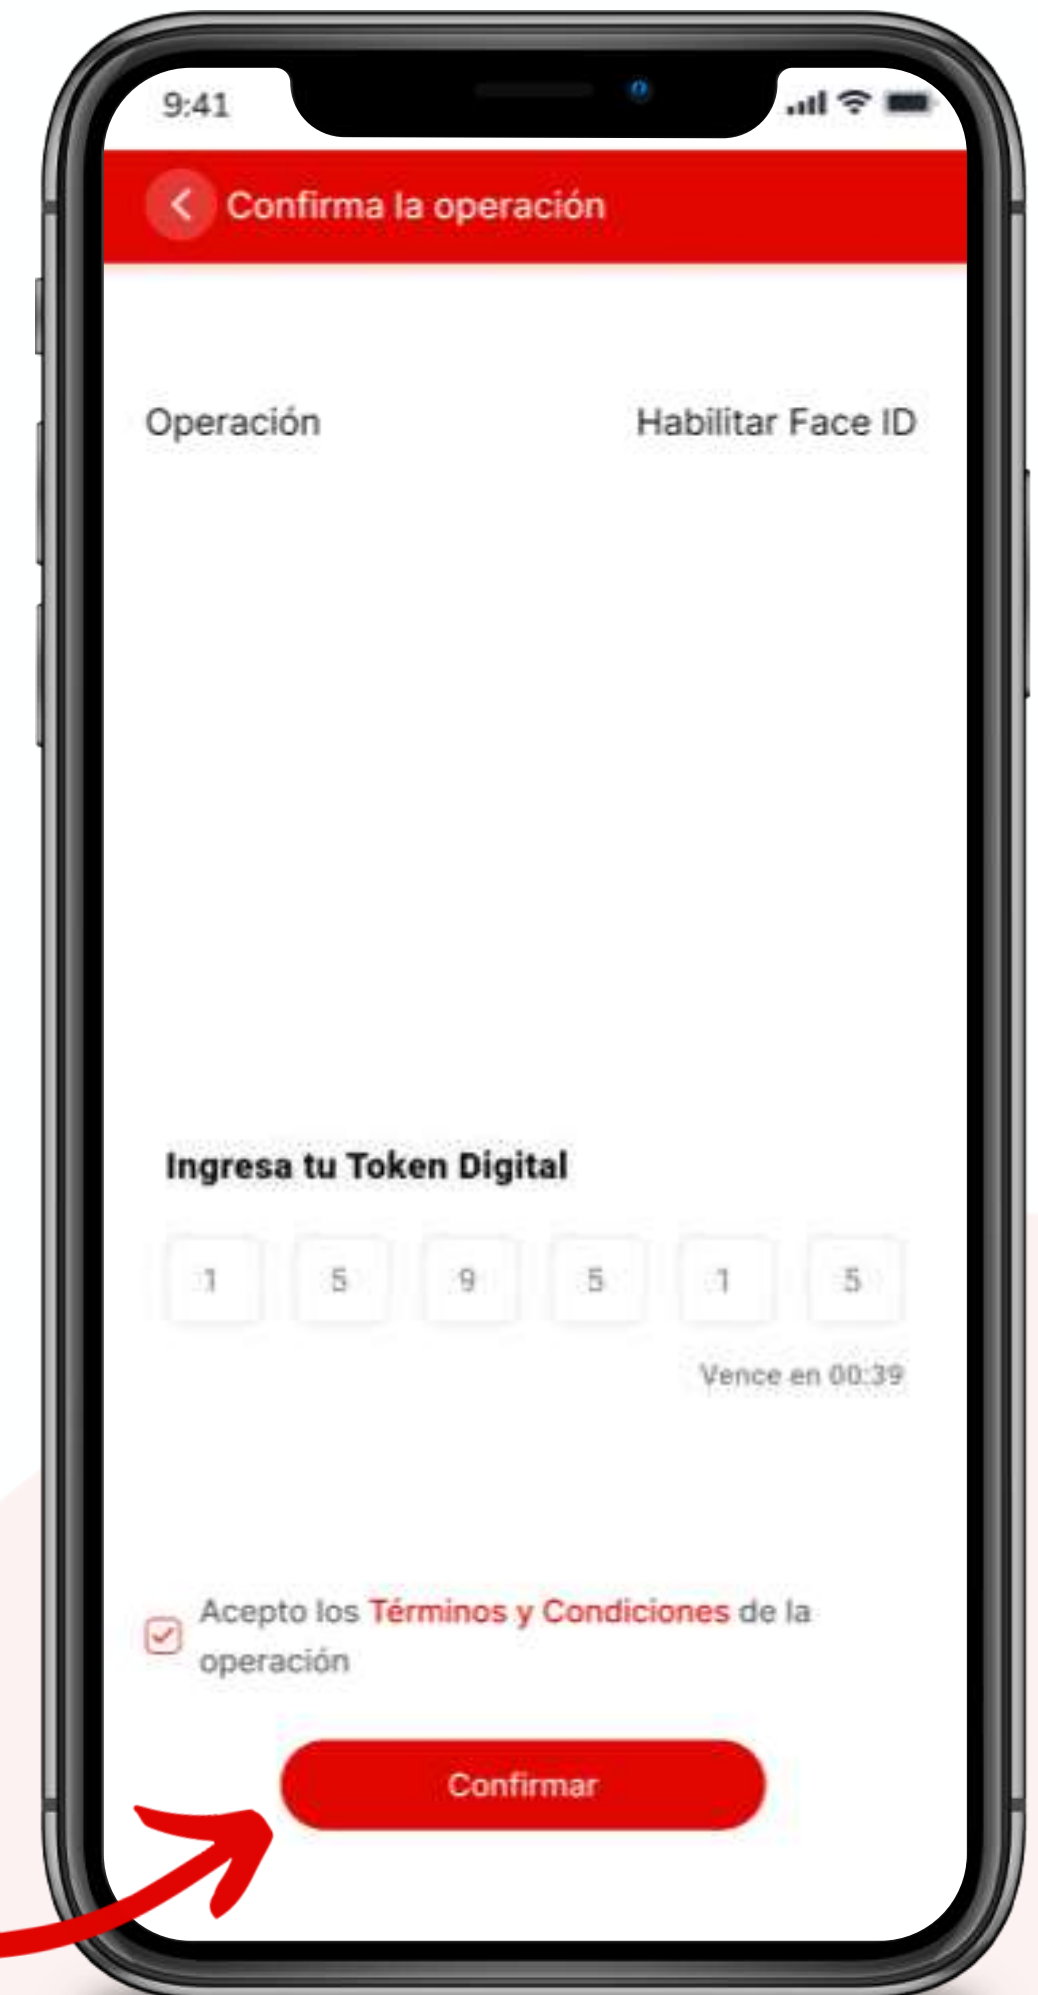 9:41
Confirma la operación
Operación Habilitar Face ID
Ingresa tu Token Digital
1 5 9 5 1 5
Vence en 00:39
Acepto los Términos y Condiciones de la
operación
Confirmar